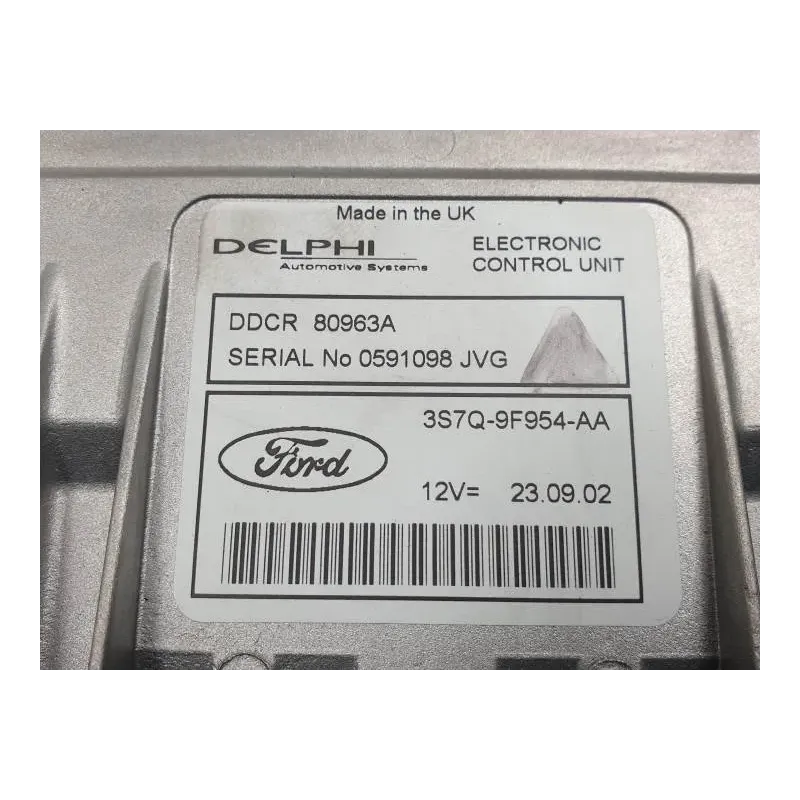 Made in the UK
DELPHI
Automotive Systems
ELECTRONIC
CONTROL UNIT
DDCR 80963A
SERIAL No 0591098 JVG
3S7Q-9F954-AA
Ford
12V= 23.09.02